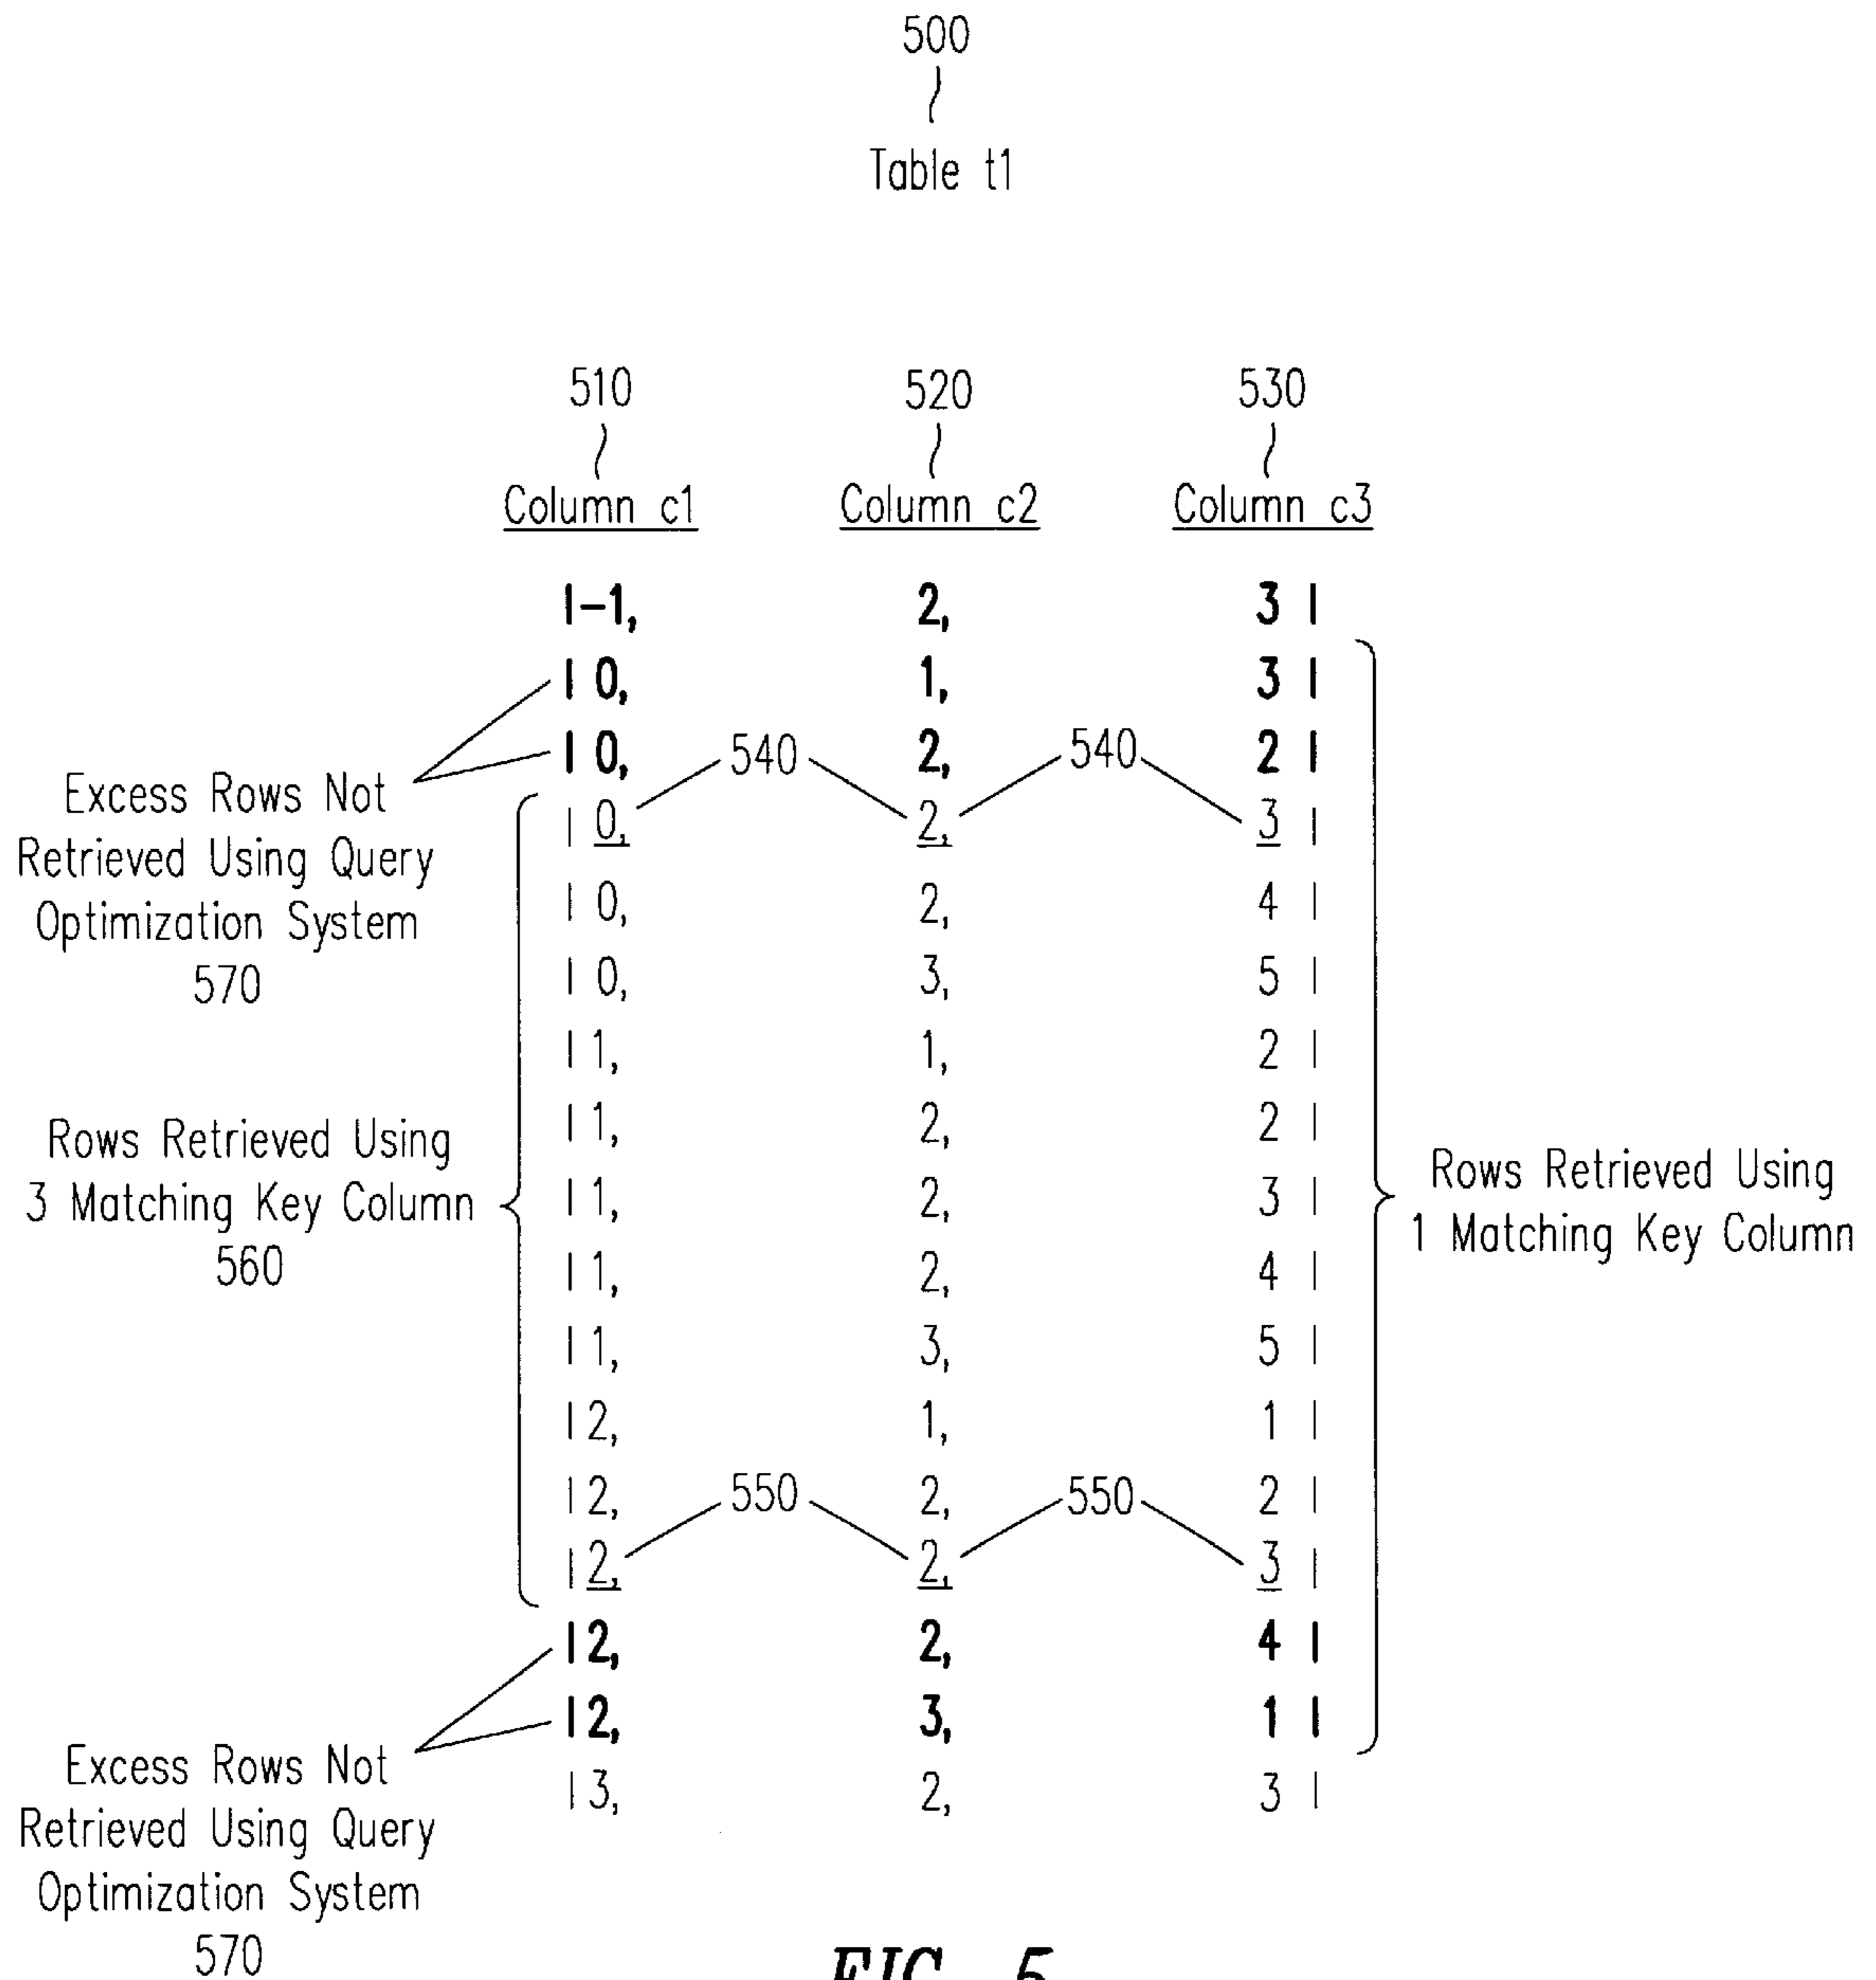 500
Table t1
510 520 530
Column c1 Column c2 Column c3
|-1, 2, 3 |
| 0, 1, 3 |
| 0, 540 2, 540 2 |
Excess Rows Not
Retrieved Using Query
Optimization System
570
| 0, 2, 3 |
| 0, 2, 4 |
| 0, 3, 5 |
| 1, 1, 2 |
| 1, 2, 2 |
Rows Retrieved Using
3 Matching Key Column
560
| 1, 2, 3 |
Rows Retrieved Using
1 Matching Key Column
| 1, 2, 4 |
| 1, 3, 5 |
| 2, 1, 1 |
| 2, 550 2, 550 2 |
| 2, 2, 3 |
| 2, 2, 4 |
| 2, 3, 1 |
Excess Rows Not
Retrieved Using Query
Optimization System
570
| 3, 2, 3 |
FIG. 5